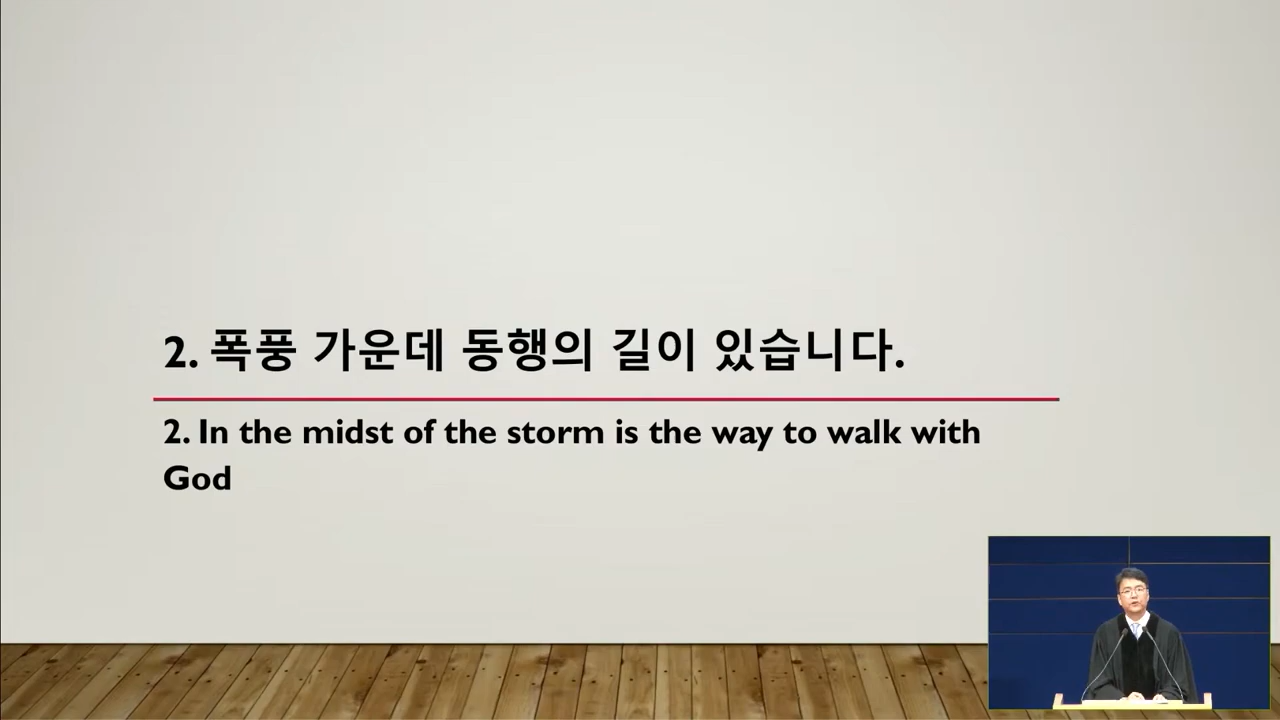 2. 폭풍 가운데 동행의 길이 있습니다.
2. In the midst of the storm is the way to walk with
God